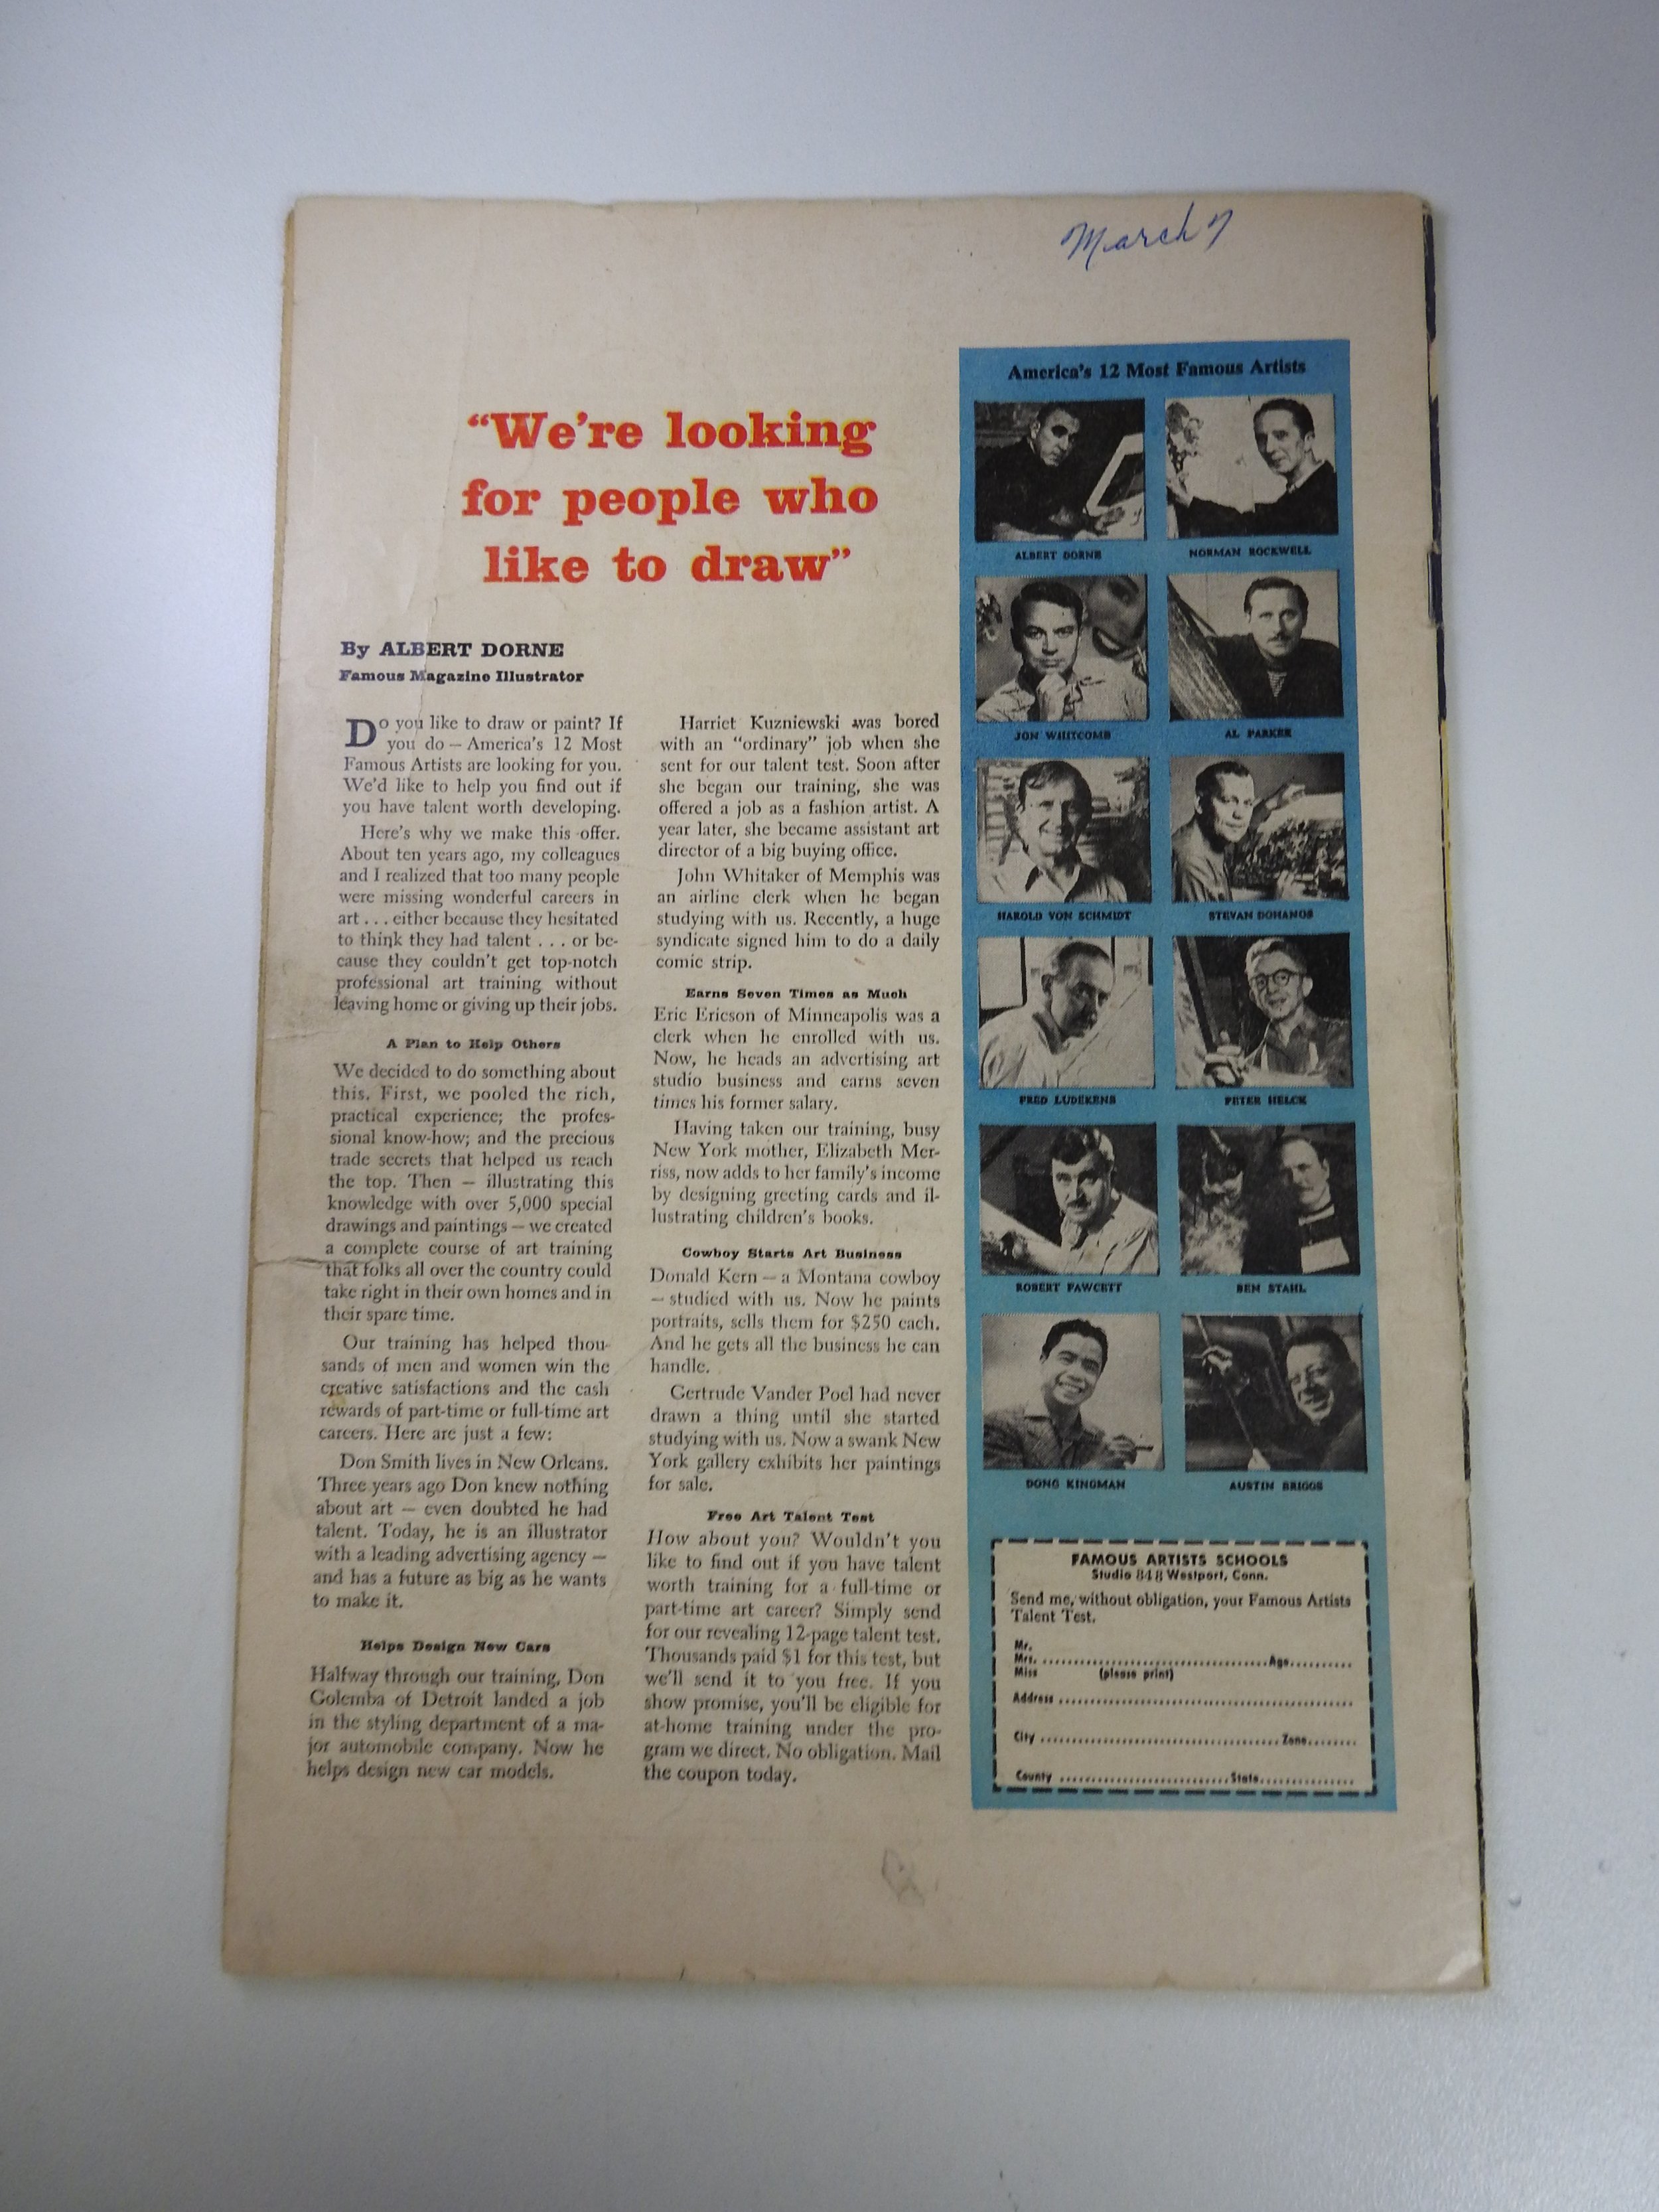 March 7
“We’re looking
for people who
like to draw”
By ALBERT DORNE
Famous Magazine Illustrator
Do you like to draw or paint? If
you do — America’s 12 Most
Famous Artists are looking for you.
We’d like to help you find out if
you have talent worth developing.
Here’s why we make this offer.
About ten years ago, my colleagues
and I realized that too many people
were missing wonderful careers in
art . . . either because they hesitated
to think they had talent . . . or be-
cause they couldn’t get top-notch
professional art training without
leaving home or giving up their jobs.
A Plan to Help Others
We decided to do something about
this. First, we pooled the rich,
practical experience; the profes-
sional know-how; and the precious
trade secrets that helped us reach
the top. Then — illustrating this
knowledge with over 5,000 special
drawings and paintings — we created
a complete course of art training
that folks all over the country could
take right in their own homes and in
their spare time.
Our training has helped thou-
sands of men and women win the
creative satisfactions and the cash
rewards of part-time or full-time art
careers. Here are just a few:
Don Smith lives in New Orleans.
Three years ago Don knew nothing
about art — even doubted he had
talent. Today, he is an illustrator
with a leading advertising agency —
and has a future as big as he wants
to make it.
Helps Design New Cars
Halfway through our training, Don
Golemba of Detroit landed a job
in the styling department of a ma-
jor automobile company. Now he
helps design new car models.
Harriet Kuzniewski was bored
with an “ordinary” job when she
sent for our talent test. Soon after
she began our training, she was
offered a job as a fashion artist. A
year later, she became assistant art
director of a big buying office.
John Whitaker of Memphis was
an airline clerk when he began
studying with us. Recently, a huge
syndicate signed him to do a daily
comic strip.
Earns Seven Times as Much
Eric Ericson of Minneapolis was a
clerk when he enrolled with us.
Now, he heads an advertising art
studio business and earns seven
times his former salary.
Having taken our training, busy
New York mother, Elizabeth Mer-
riss, now adds to her family’s income
by designing greeting cards and il-
lustrating children’s books.
Cowboy Starts Art Business
Donald Kern — a Montana cowboy
— studied with us. Now he paints
portraits, sells them for $250 each.
And he gets all the business he can
handle.
Gertrude Vander Poel had never
drawn a thing until she started
studying with us. Now a swank New
York gallery exhibits her paintings
for sale.
Free Art Talent Test
How about you? Wouldn’t you
like to find out if you have talent
worth training for a full-time or
part-time art career? Simply send
for our revealing 12-page talent test.
Thousands paid $1 for this test, but
we’ll send it to you free. If you
show promise, you’ll be eligible for
at-home training under the pro-
gram we direct. No obligation. Mail
the coupon today.
America’s 12 Most Famous Artists
ALBERT DORNE
NORMAN ROCKWELL
JON WHITCOMB
AL PARKER
HAROLD VON SCHMIDT
STEVAN DOHANOS
FRED LUDEKENS
PETER HELCK
ROBERT FAWCETT
BEN STAHL
DONG KINGMAN
AUSTIN BRIGGS
FAMOUS ARTISTS SCHOOLS
Studio 848 Westport, Conn.
Send me, without obligation, your Famous Artists
Talent Test.
Mr.
Mrs. .......... Age..........
Miss (please print)
Address ..........
City .......... Zone..........
County .......... State..........